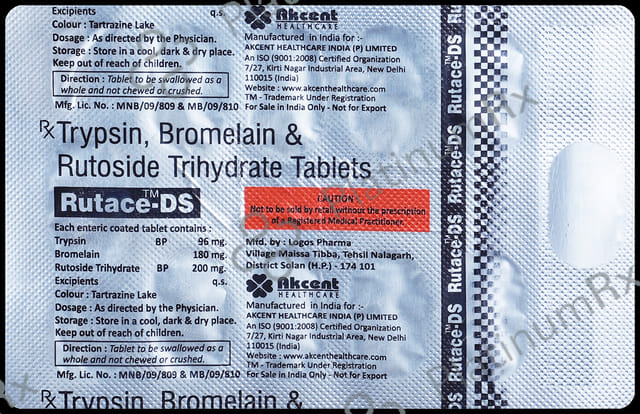 Excipients q.s.
Colour : Tartrazine Lake
Dosage : As directed by the Physician.
Storage : Store in a cool, dark & dry place.
Keep out of reach of children.
Direction : Tablet to be swallowed as a
whole and not chewed or crushed.
Mfg. Lic. No. : MNB/09/809 & MB/09/810
Akcent
HEALTHCARE
Manufactured in India for :-
AKCENT HEALTHCARE INDIA (P) LIMITED
An ISO (9001:2008) Certified Organization
7/27, Kirti Nagar Industrial Area, New Delhi
110015 (India)
Website : www.akcenthealthcare.com
TM - Trademark Under Registration
For Sale in India Only - Not for Export
Rx Trypsin, Bromelain &
Rutoside Trihydrate Tablets
Rutace-DS TM
Each enteric coated tablet contains :
Trypsin BP 96 mg.
Bromelain 180 mg.
Rutoside Trihydrate BP 200 mg.
Excipients q.s.
Colour : Tartrazine Lake
Dosage : As directed by the Physician.
Storage : Store in a cool, dark & dry place.
Keep out of reach of children.
Direction : Tablet to be swallowed as a
whole and not chewed or crushed.
Mfg. Lic. No. : MNB/09/809 & MB/09/810
CAUTION
Not to be sold by retail without the prescription
of a Registered Medical Practitioner.
Mfd. by : Logos Pharma
Village Maissa Tibba, Tehsil Nalagarh,
District Solan (H.P.) - 174 101
Akcent
HEALTHCARE
Manufactured in India for :-
AKCENT HEALTHCARE INDIA (P) LIMITED
An ISO (9001:2008) Certified Organization
7/27, Kirti Nagar Industrial Area, New Delhi
110015 (India)
Website : www.akcenthealthcare.com
TM - Trademark Under Registration
For Sale in India Only - Not for Export
Rx Trypsin, Bromelain &
Rutace-DS TM
Rutace-DS TM
Rutace-DS TM
Rutace-DS TM